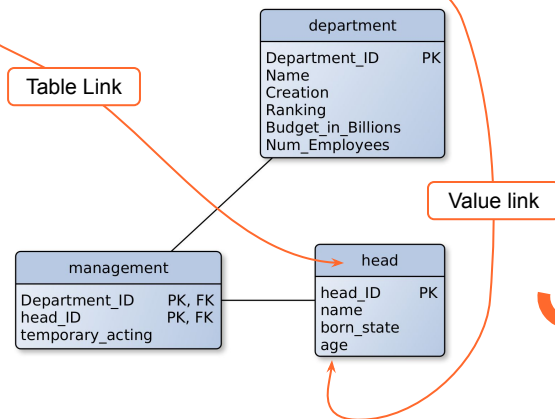 department
Department_ID PK
Name
Creation
Ranking
Budget_in_Billions
Num_Employees
Table Link
Value link
management
Department_ID PK, FK
head_ID PK, FK
temporary_acting
head
head_ID PK
name
born_state
age